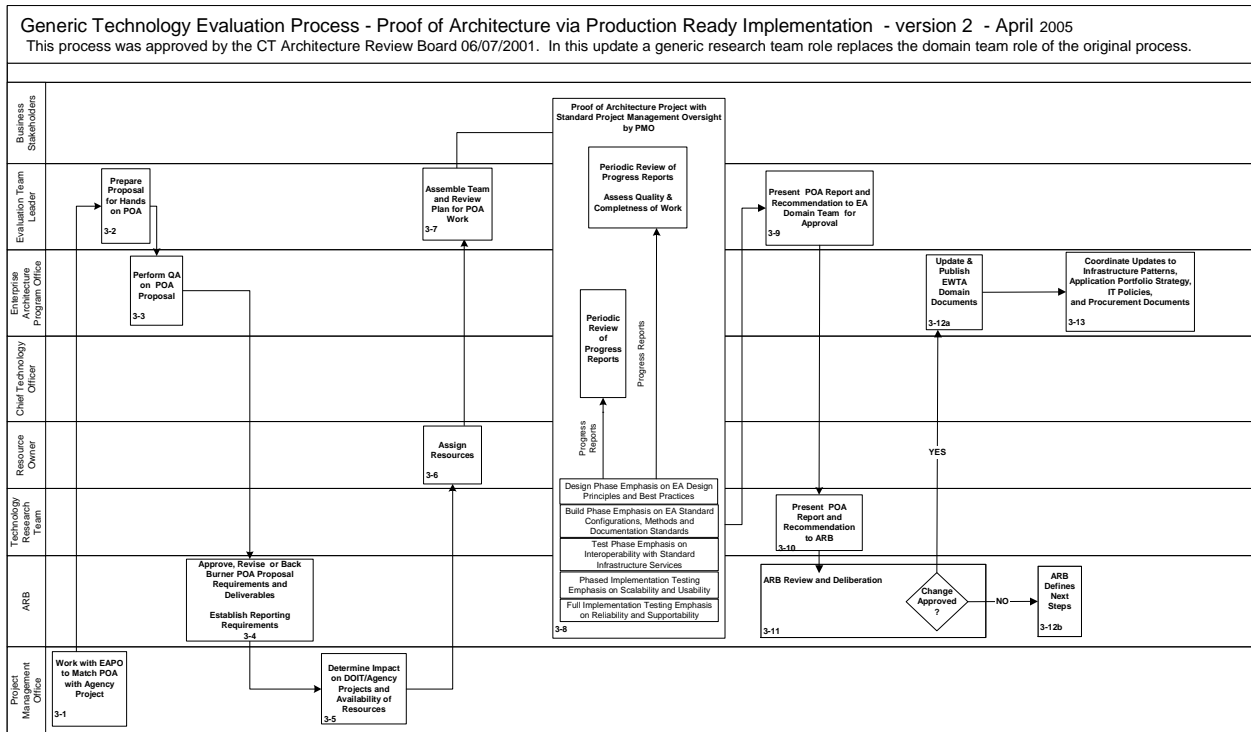 Generic Technology Evaluation Process - Proof of Architecture via Production Ready Implementation - version 2 - April 2005
This process was approved by the CT Architecture Review Board 06/07/2001. In this update a generic research team role replaces the domain team role of the original process.
Business
Stakeholders
Proof of Architecture Project with
Standard Project Management Oversight
by PMO
Evaluation Team
Leader
Prepare
Proposal
for Hands
on POA
3-2
Assemble Team
and Review
Plan for POA
Work
3-7
Periodic Review of
Progress Reports
Assess Quality &
Completness of Work
Present POA Report and
Recommendation to EA
Domain Team for
Approval
3-9
Enterprise
Architecture
Program Office
Perform QA
on POA
Proposal
3-3
Periodic
Review
of
Progress
Reports
Progress Reports
Update &
Publish
EWTA
Domain
Documents
3-12a
Coordinate Updates to
Infrastructure Patterns,
Application Portfolio Strategy,
IT Policies,
and Procurement Documents
3-13
Chief Technology
Officer
Resource
Owner
Assign
Resources
3-6
Progress
Reports
YES
Technology
Research
Team
Design Phase Emphasis on EA Design
Principles and Best Practices
Build Phase Emphasis on EA Standard
Configurations, Methods and
Documentation Standards
Test Phase Emphasis on
Interoperability with Standard
Infrastructure Services
Phased Implementation Testing
Emphasis on Scalability and Usability
Full Implementation Testing Emphasis
on Reliability and Supportability
3-8
Present POA
Report and
Recommendation
to ARB
3-10
ARB
Approve, Revise or Back
Burner POA Proposal
Requirements and
Deliverables
Establish Reporting
Requirements
3-4
ARB Review and Deliberation
3-11
Change
Approved
?
NO
ARB
Defines
Next
Steps
3-12b
Project
Management
Office
Work with EAPO
to Match POA
with Agency
Project
3-1
Determine Impact
on DOIT/Agency
Projects and
Availability of
Resources
3-5